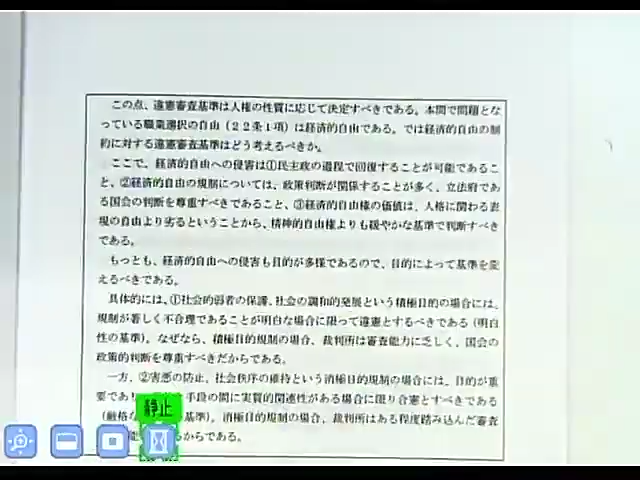 この点、違憲審査基準は人権の性質に応じて決定すべきである。本問で問題とな
っている職業選択の自由（２２条１項）は経済的自由である。では経済的自由の制
約に対する違憲審査基準はどう考えるべきか。
ここで、経済的自由への侵害は①民主政の過程で回復することが可能であるこ
と、②経済的自由の規制については、政策判断が関係することが多く、立法府であ
る国会の判断を尊重すべきであること、③経済的自由権の価値は、人格に関わる表
現の自由より劣るということから、精神的自由権よりも緩やかな基準で判断すべき
である。
もっとも、経済的自由への侵害も目的が多様であるので、目的によって基準を変
えるべきである。
具体的には、①社会的弱者の保護、社会の調和的発展という積極目的の場合には、
規制が著しく不合理であることが明白な場合に限って違憲とするべきである（明白
性の基準）。なぜなら、積極目的規制の場合、裁判所は審査能力に乏しく、国会の
政策的判断を尊重すべきだからである。
一方、②害悪の防止、社会秩序の維持という消極目的規制の場合には、目的が重
要であり 手段の間に実質的関連性がある場合に限り合憲とすべきである
（厳格な 基準）。消極目的規制の場合、裁判所はある程度踏み込んだ審査
からである。
静止